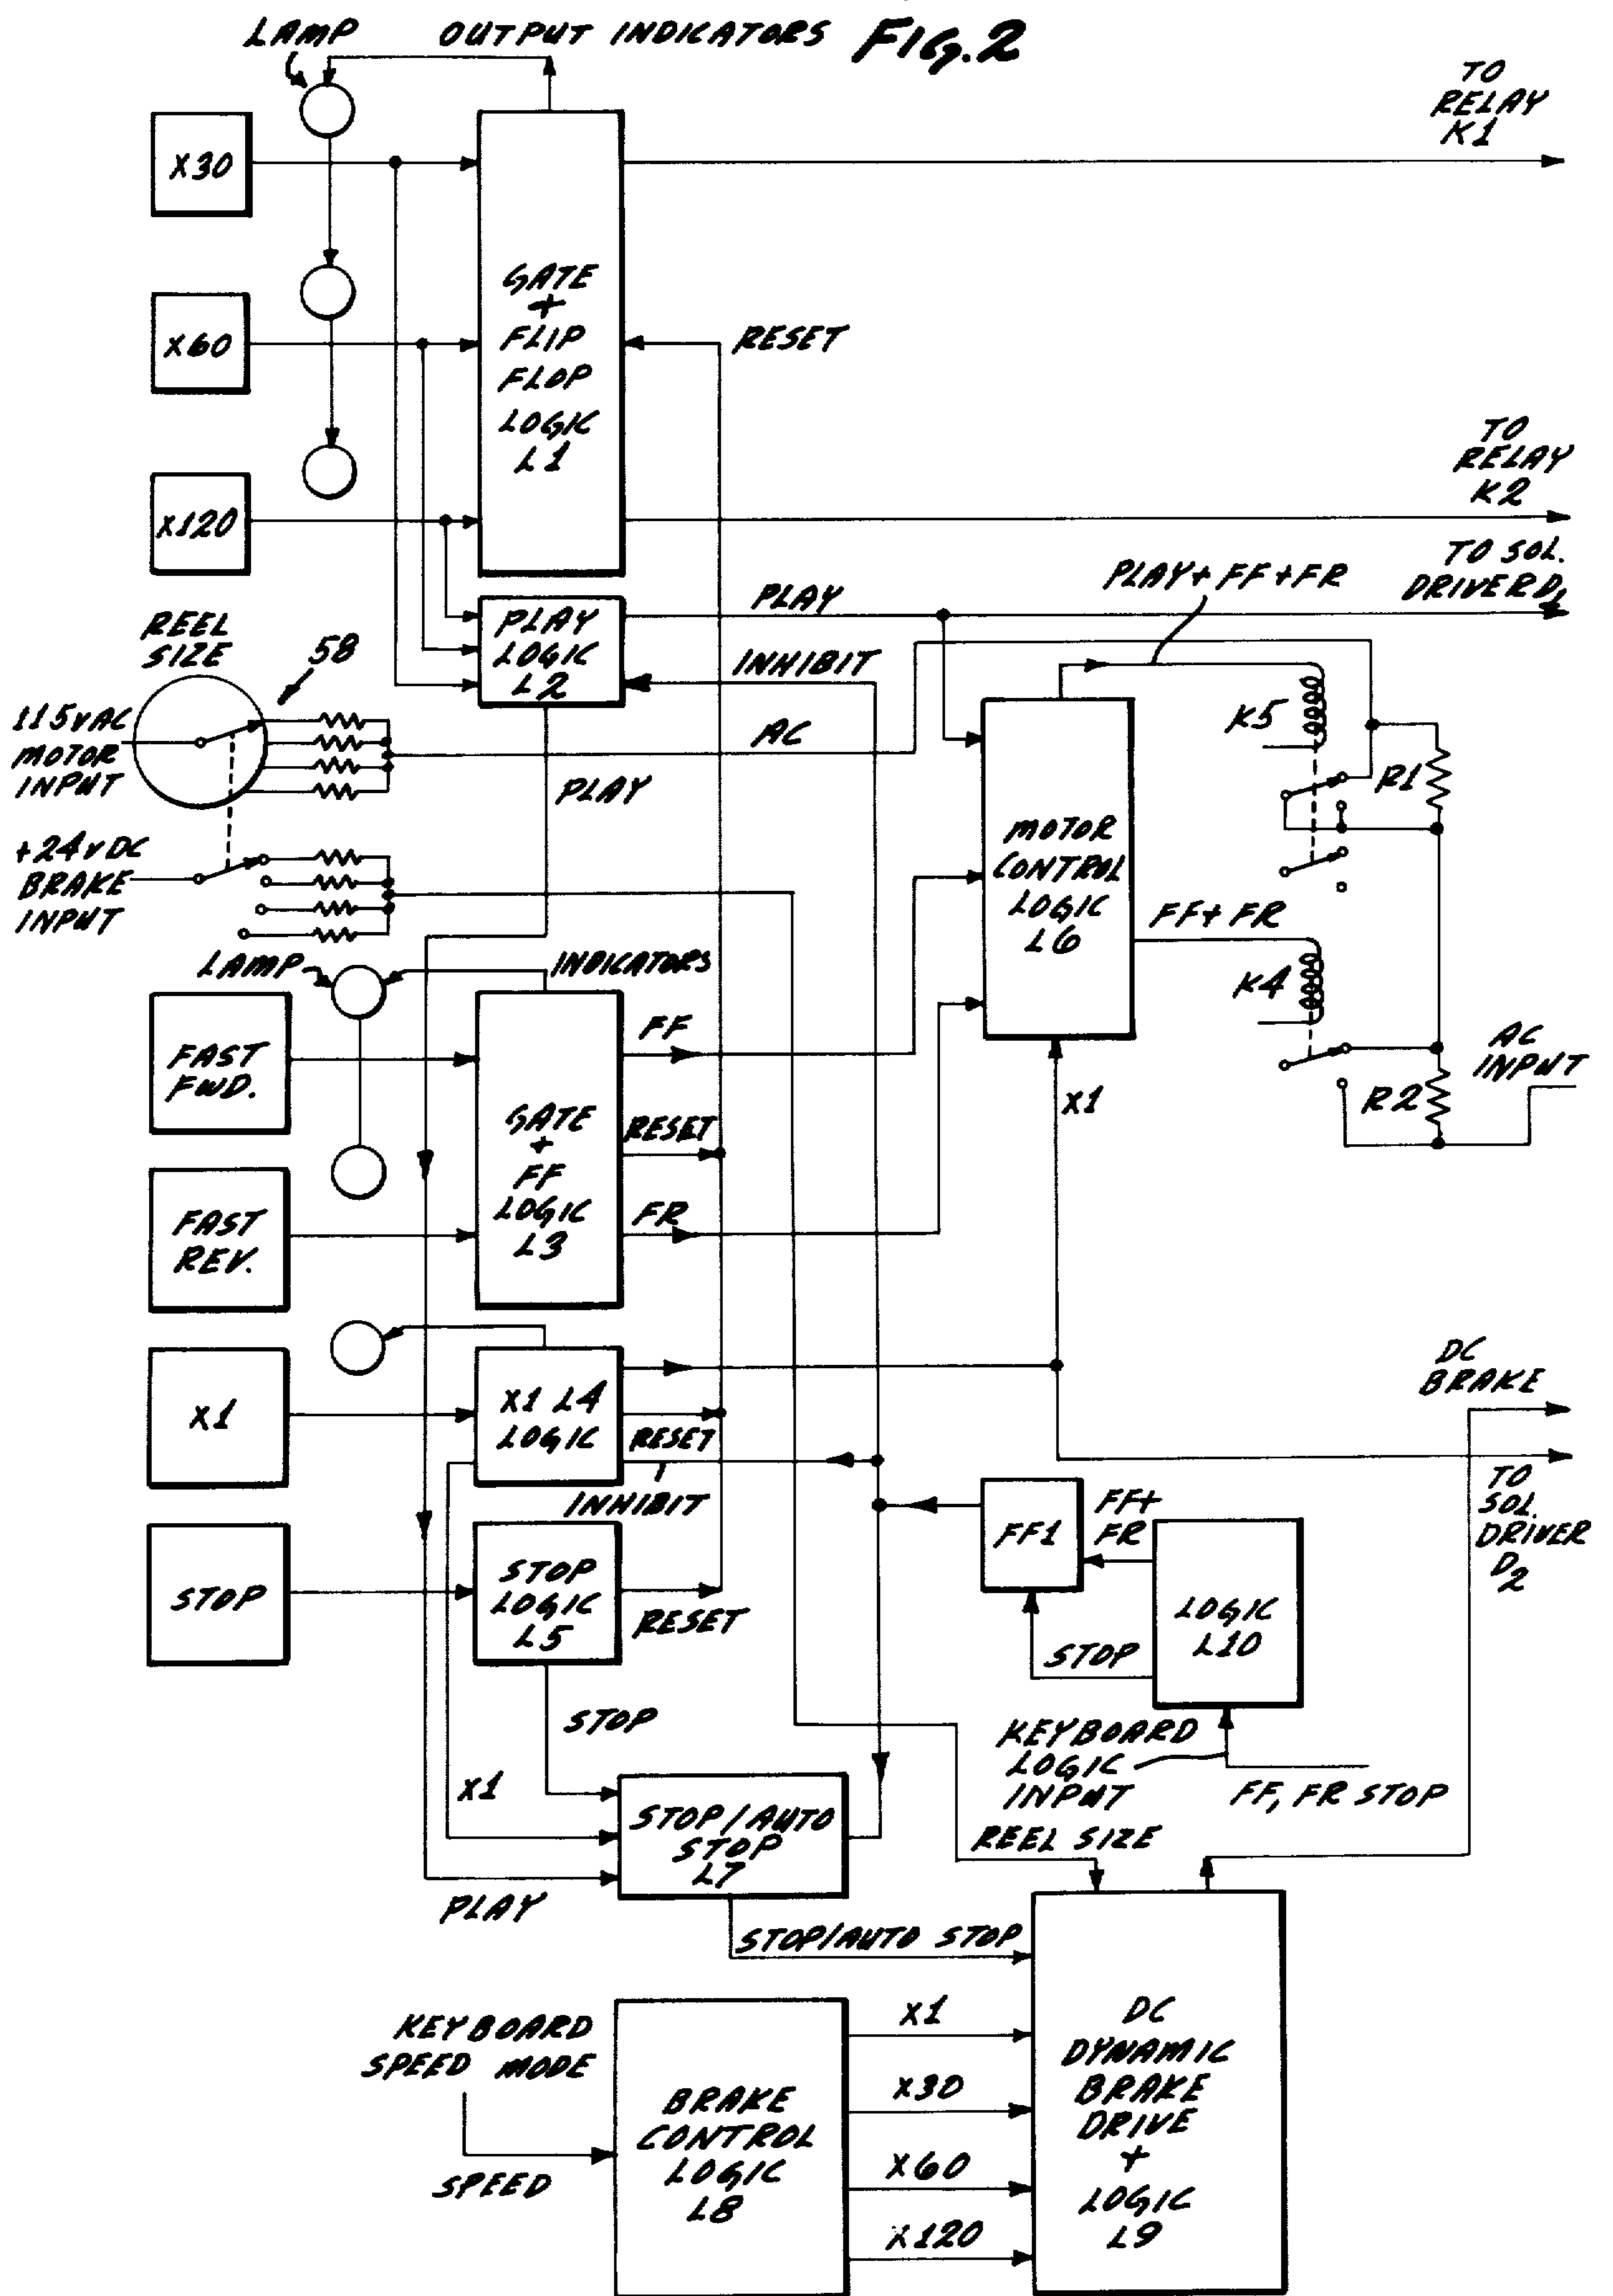 FIG.2
LAMP
OUTPUT INDICATORS
TO
RELAY
K1
X30
GATE
+
FLIP
FLOP
LOGIC
L1
X60
RESET
TO
RELAY
K2
X120
TO SOL.
DRIVER D1
PLAY + FF + FR
PLAY
PLAY
LOGIC
L2
INHIBIT
REEL
SIZE
58
115VAC
MOTOR
INPUT
AC
K5
R1
PLAY
MOTOR
CONTROL
LOGIC
L6
+24VDC
BRAKE
INPUT
FF + FR
K4
LAMP
INDICATORS
FAST
FWD.
FF
GATE
+
FF
LOGIC
L3
RESET
X1
R2
AC
INPUT
FAST
REV.
FR
X1
X1 L4
LOGIC
RESET
INHIBIT
DC
BRAKE
TO
SOL.
DRIVER
D2
FF1
FF+
FR
STOP
STOP
LOGIC
L5
RESET
STOP
LOGIC
L10
STOP
KEYBOARD
LOGIC
INPUT
FF, FR STOP
X1
STOP/AUTO
STOP
L7
REEL SIZE
PLAY
STOP/AUTO STOP
KEYBOARD
SPEED MODE
SPEED
BRAKE
CONTROL
LOGIC
L8
X1
X30
X60
X120
DC
DYNAMIC
BRAKE
DRIVE
+
LOGIC
L9